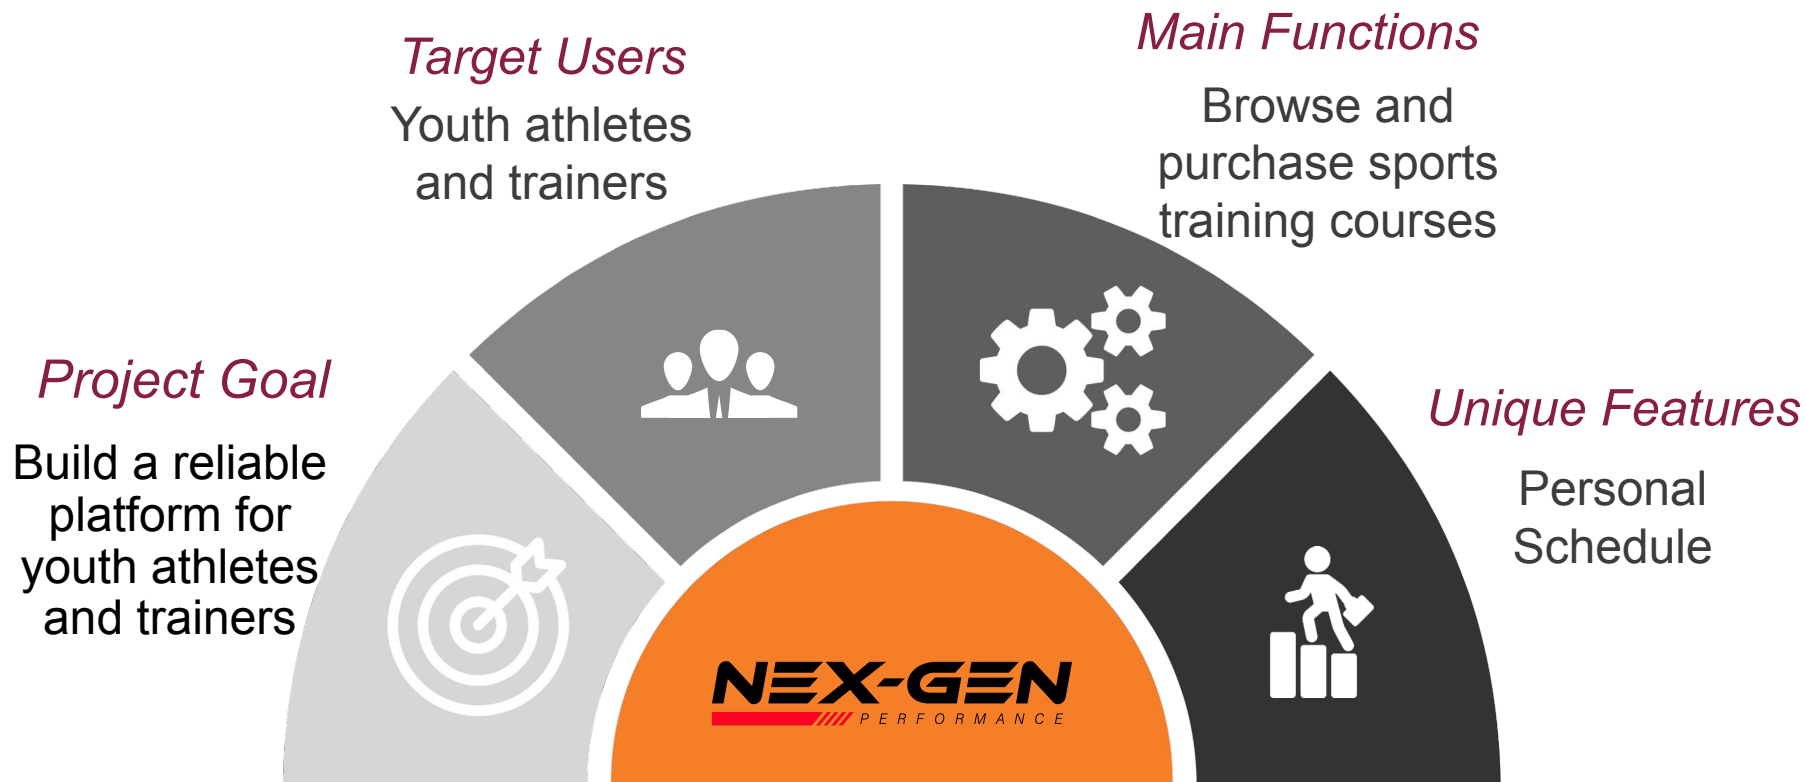 Target Users
Youth athletes
and trainers
Main Functions
Browse and
purchase sports
training courses
Project Goal
Build a reliable
platform for
youth athletes
and trainers
Unique Features
Personal
Schedule
NEX-GEN
PERFORMANCE